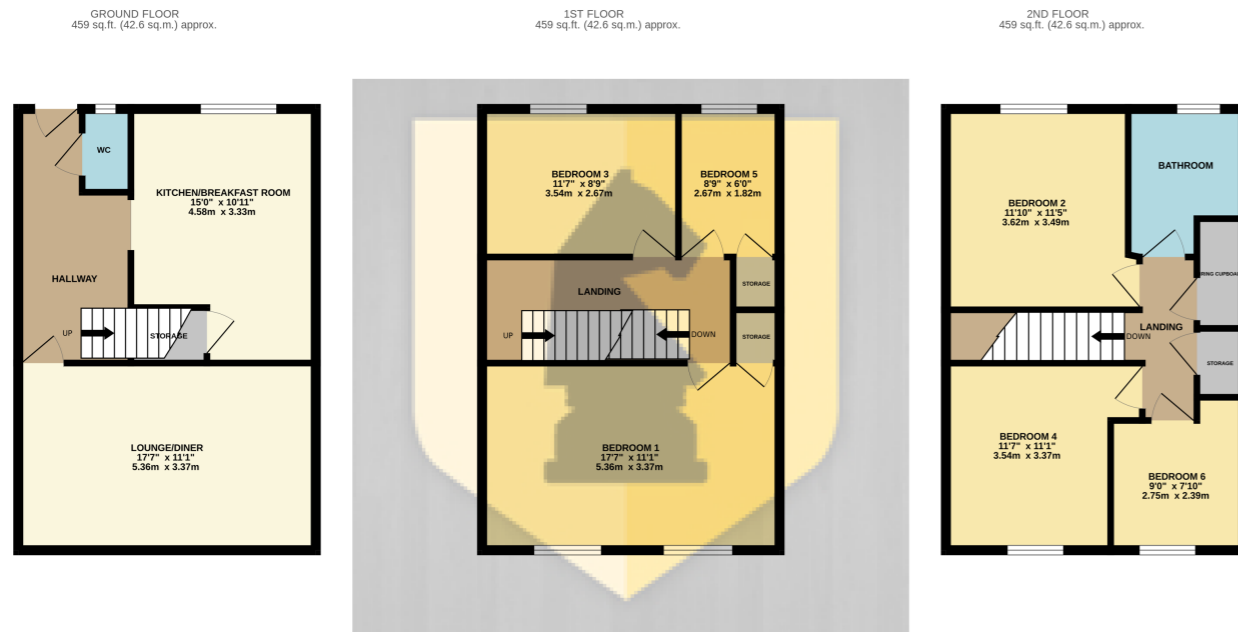 GROUND FLOOR
459 sq.ft. (42.6 sq.m.) approx.
WC
KITCHEN/BREAKFAST ROOM
15'0" x 10'11"
4.58m x 3.33m
HALLWAY
UP
STORAGE
LOUNGE/DINER
17'7" x 11'1"
5.36m x 3.37m
1ST FLOOR
459 sq.ft. (42.6 sq.m.) approx.
BEDROOM 3
11'7" x 8'9"
3.54m x 2.67m
BEDROOM 5
8'9" x 6'0"
2.67m x 1.82m
STORAGE
LANDING
UP
DOWN
STORAGE
BEDROOM 1
17'7" x 11'1"
5.36m x 3.37m
2ND FLOOR
459 sq.ft. (42.6 sq.m.) approx.
BATHROOM
BEDROOM 2
11'10" x 11'5"
3.62m x 3.49m
LANDING
DOWN
STORAGE
BEDROOM 4
11'7" x 11'1"
3.54m x 3.37m
BEDROOM 6
9'0" x 7'10"
2.75m x 2.39m